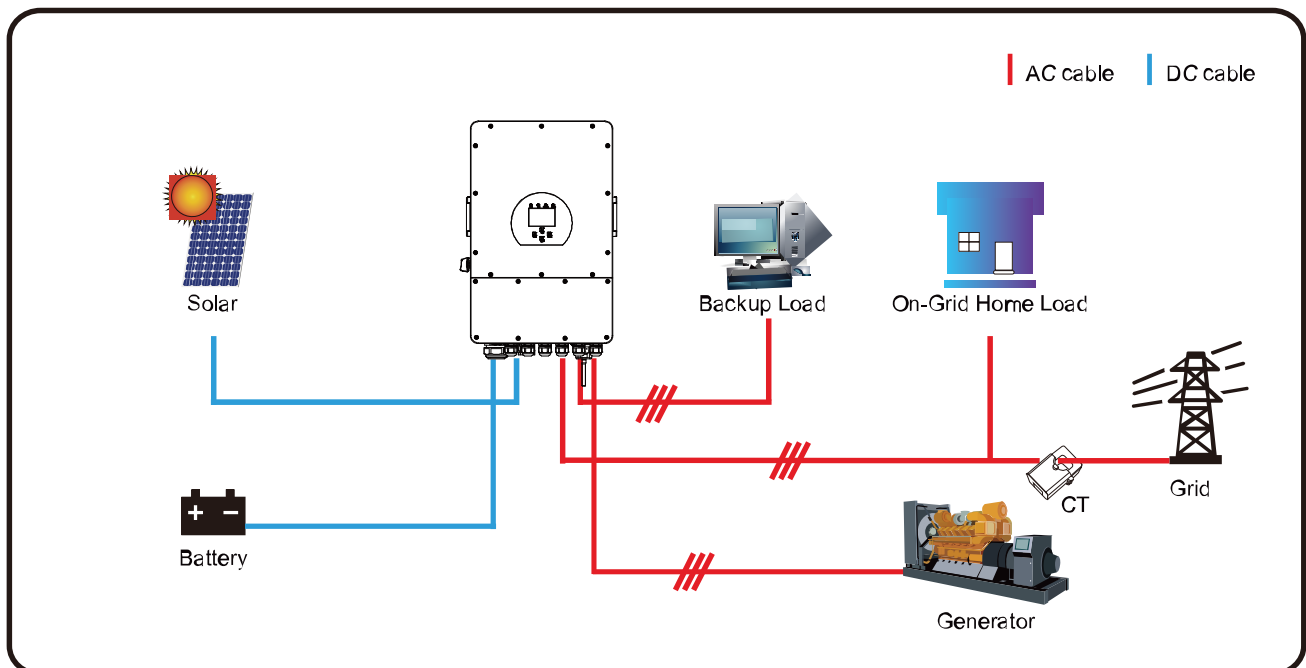 AC cable
DC cable
Solar
Backup Load
On-Grid Home Load
CT
Grid
Battery
Generator